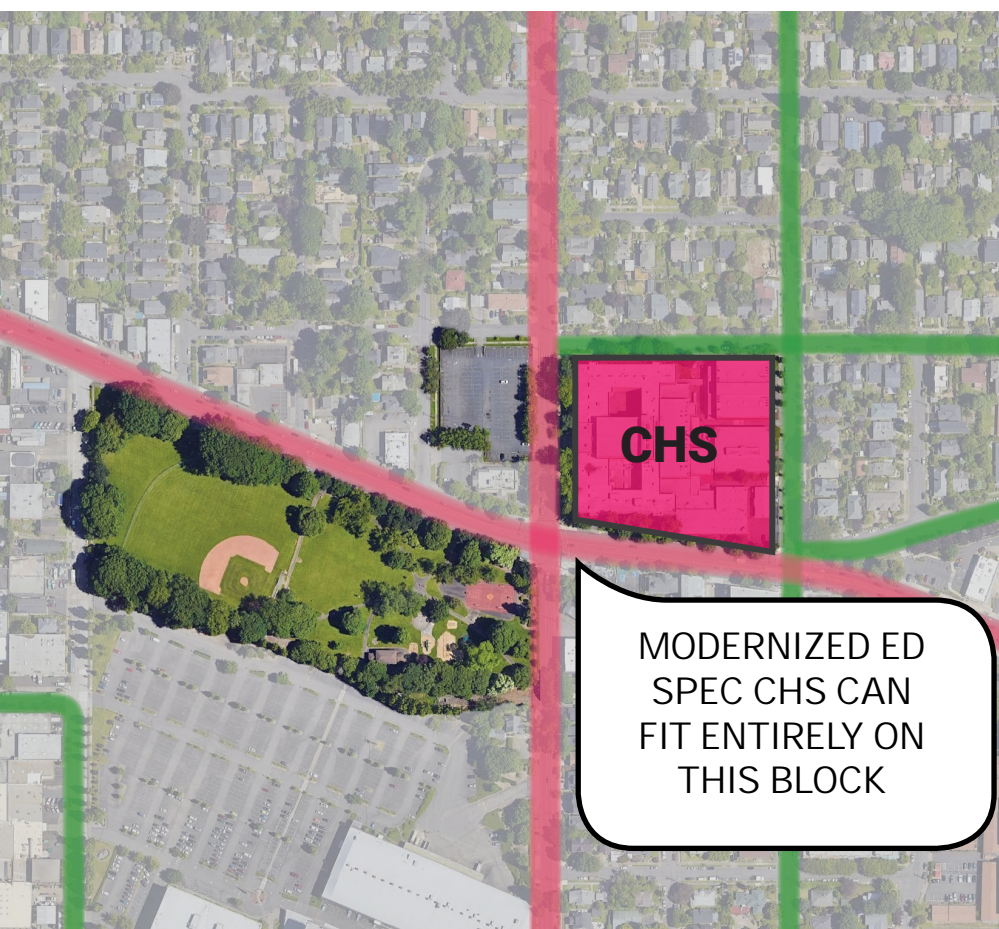 CHS
MODERNIZED ED
SPEC CHS CAN
FIT ENTIRELY ON
THIS BLOCK